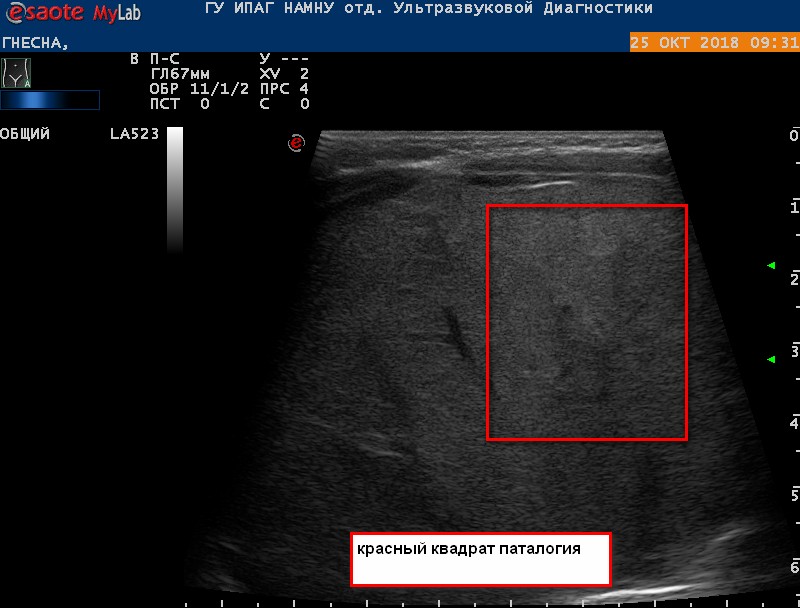 esaote MyLab
ГУ ИПАГ НАМНУ отд. Ультразвуковой Диагностики
ГНЕСНА,
25 ОКТ 2018 09:31
B П-С У ---
ГЛ67мм XV 2
ОБР 11/1/2 ПРС 4
ПСТ 0 С 0
A
ОБЩИЙ LA523
e
0
1
2
3
4
5
6
красный квадрат паталогия